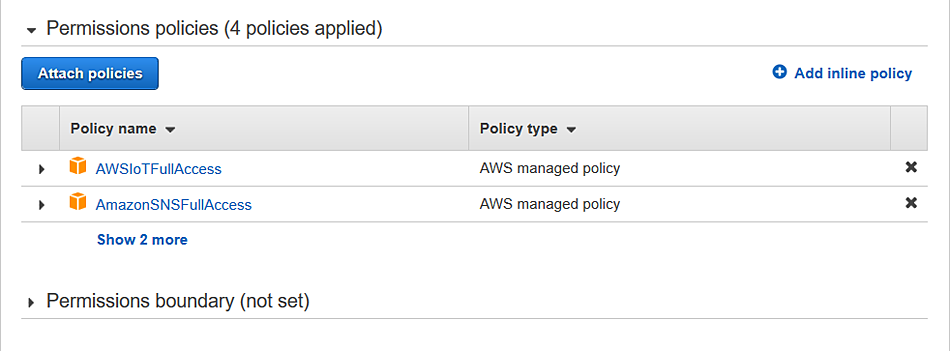 Permissions policies (4 policies applied)
Attach policies
Add inline policy
Policy name Policy type
AWSIoTFullAccess AWS managed policy
AmazonSNSFullAccess AWS managed policy
Show 2 more
Permissions boundary (not set)